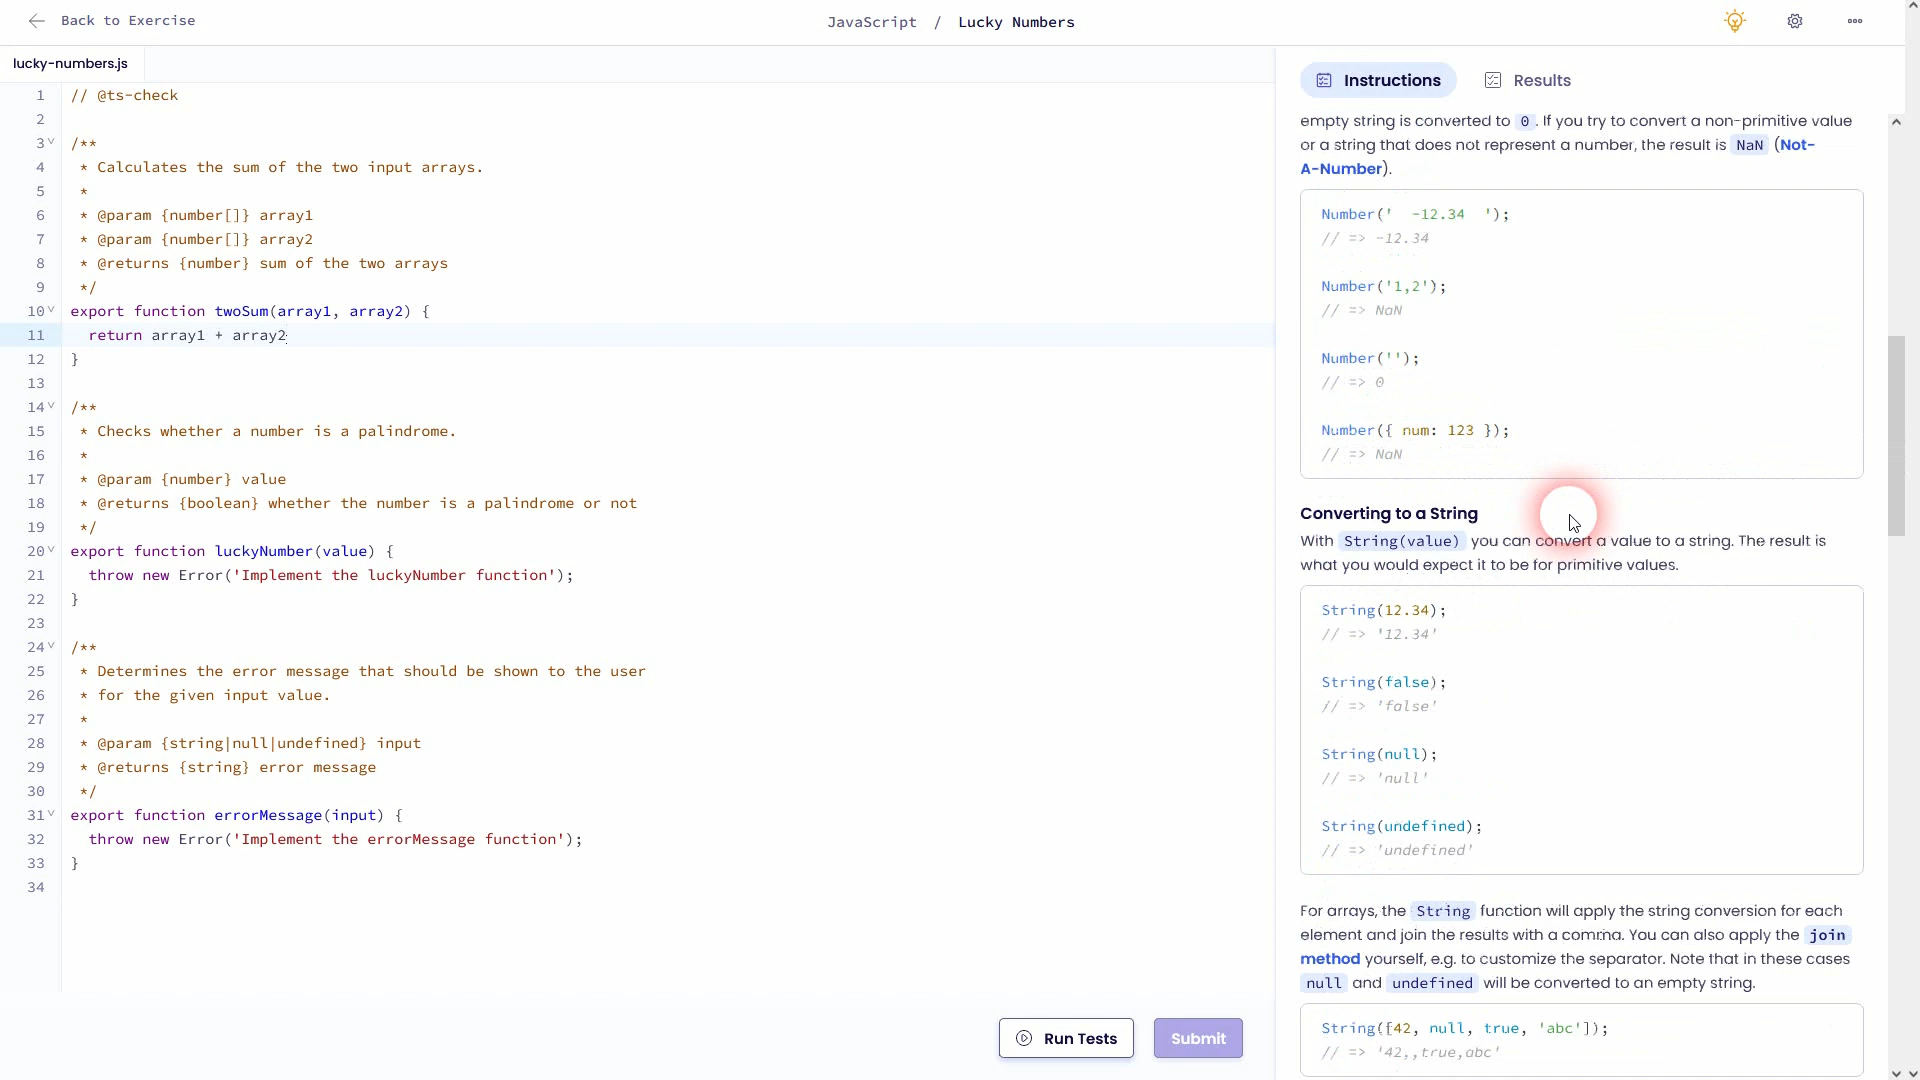 Back to Exercise
JavaScript / Lucky Numbers
lucky-numbers.js
1 // @ts-check
2
3 /**
4 * Calculates the sum of the two input arrays.
5 *
6 * @param {number[]} array1
7 * @param {number[]} array2
8 * @returns {number} sum of the two arrays
9 */
10 export function twoSum(array1, array2) {
11 return array1 + array2
12 }
13
14 /**
15 * Checks whether a number is a palindrome.
16 *
17 * @param {number} value
18 * @returns {boolean} whether the number is a palindrome or not
19 */
20 export function luckyNumber(value) {
21 throw new Error('Implement the luckyNumber function');
22 }
23
24 /**
25 * Determines the error message that should be shown to the user
26 * for the given input value.
27 *
28 * @param {string|null|undefined} input
29 * @returns {string} error message
30 */
31 export function errorMessage(input) {
32 throw new Error('Implement the errorMessage function');
33 }
34
Run Tests
Submit
Instructions
Results
empty string is converted to 0. If you try to convert a non-primitive value
or a string that does not represent a number, the result is NaN (Not-
A-Number).
Number('  -12.34  ');
// => -12.34
Number('1,2');
// => NaN
Number('');
// => 0
Number({ num: 123 });
// => NaN
Converting to a String
With String(value) you can convert a value to a string. The result is
what you would expect it to be for primitive values.
String(12.34);
// => '12.34'
String(false);
// => 'false'
String(null);
// => 'null'
String(undefined);
// => 'undefined'
For arrays, the String function will apply the string conversion for each
element and join the results with a comma. You can also apply the join
method yourself, e.g. to customize the separator. Note that in these cases
null and undefined will be converted to an empty string.
String([42, null, true, 'abc']);
// => '42,,true,abc'